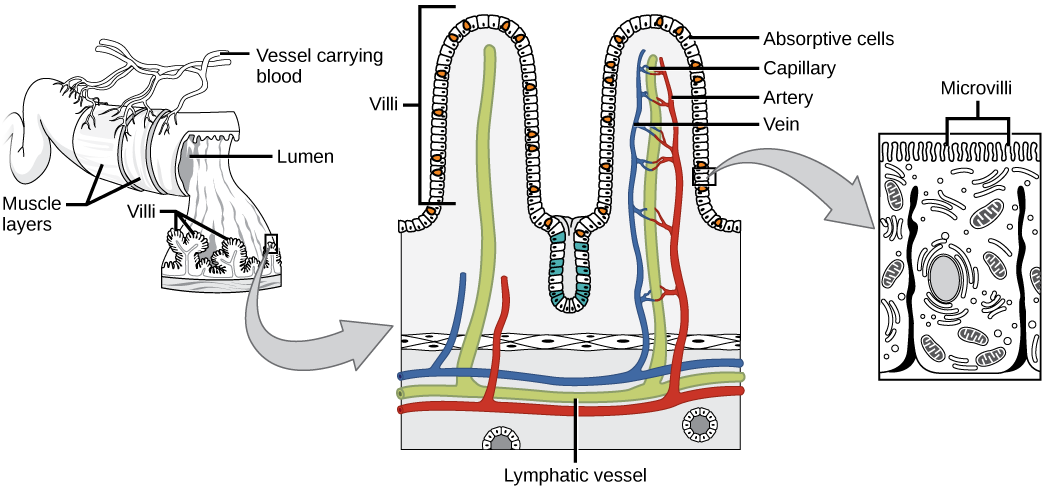 Vessel carrying
blood
Lumen
Muscle
layers
Villi
Villi
Absorptive cells
Capillary
Artery
Vein
Lymphatic vessel
Microvilli